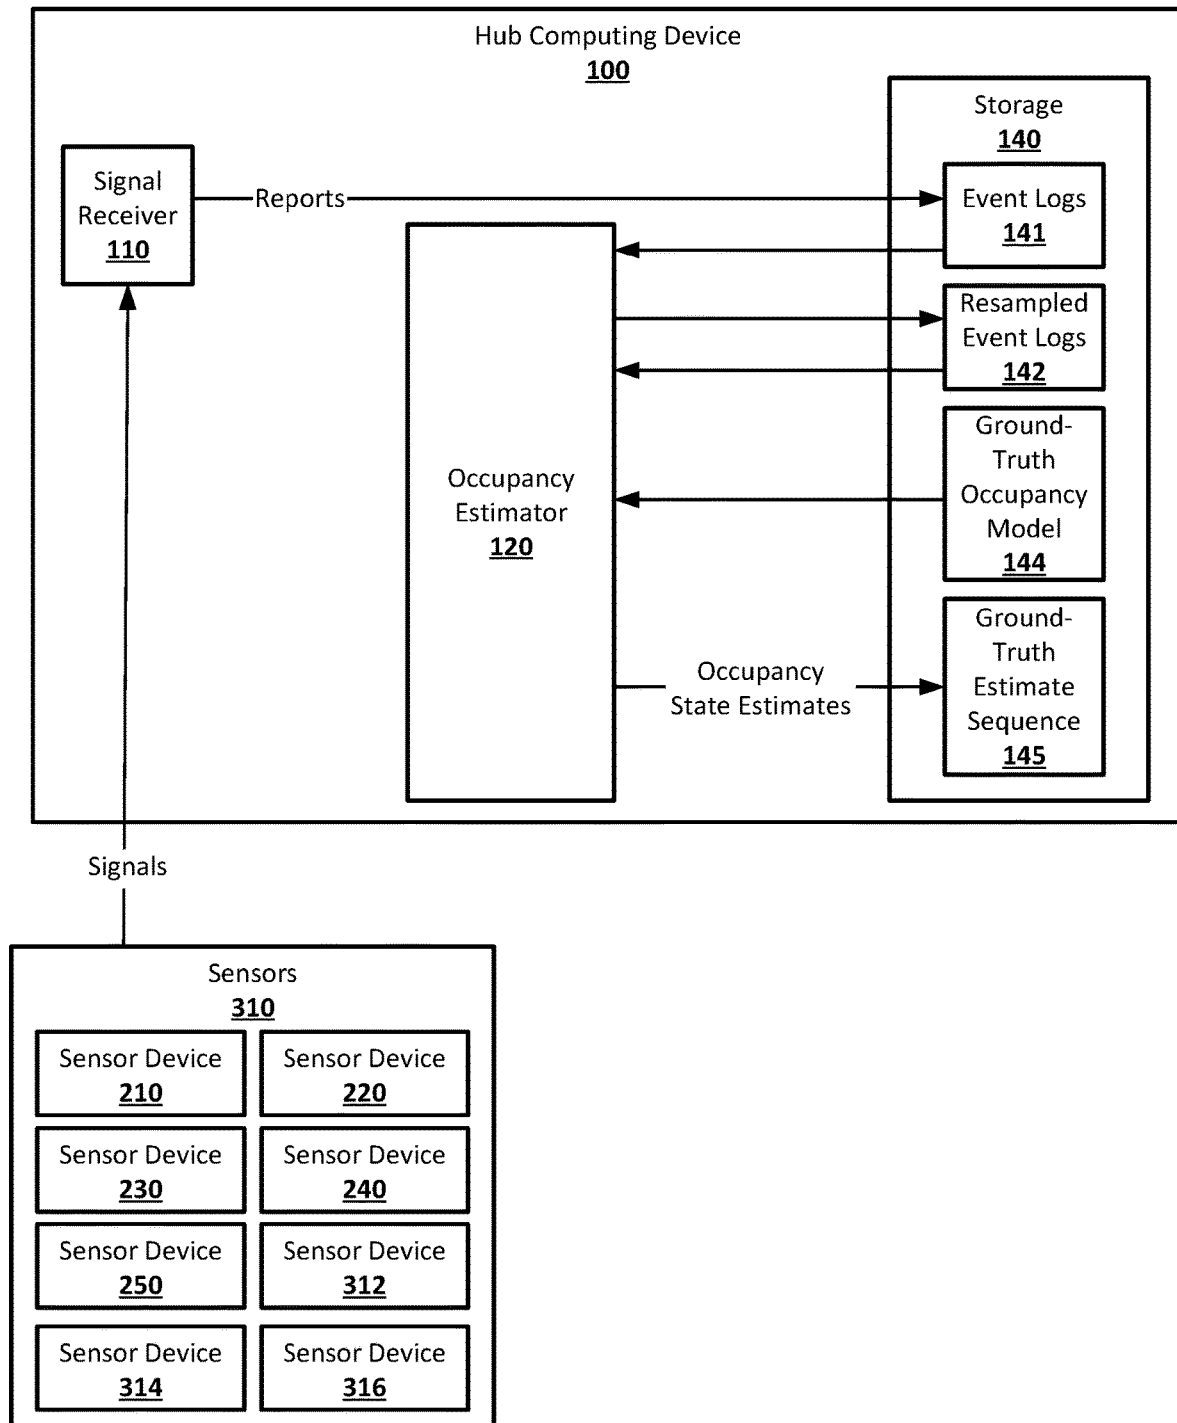 Hub Computing Device
100
Storage
140
Signal
Receiver
110
Reports
Event Logs
141
Resampled
Event Logs
142
Ground-
Truth
Occupancy
Model
144
Occupancy
Estimator
120
Ground-
Truth
Estimate
Sequence
145
Occupancy
State Estimates
Signals
Sensors
310
Sensor Device
210
Sensor Device
220
Sensor Device
230
Sensor Device
240
Sensor Device
250
Sensor Device
312
Sensor Device
314
Sensor Device
316